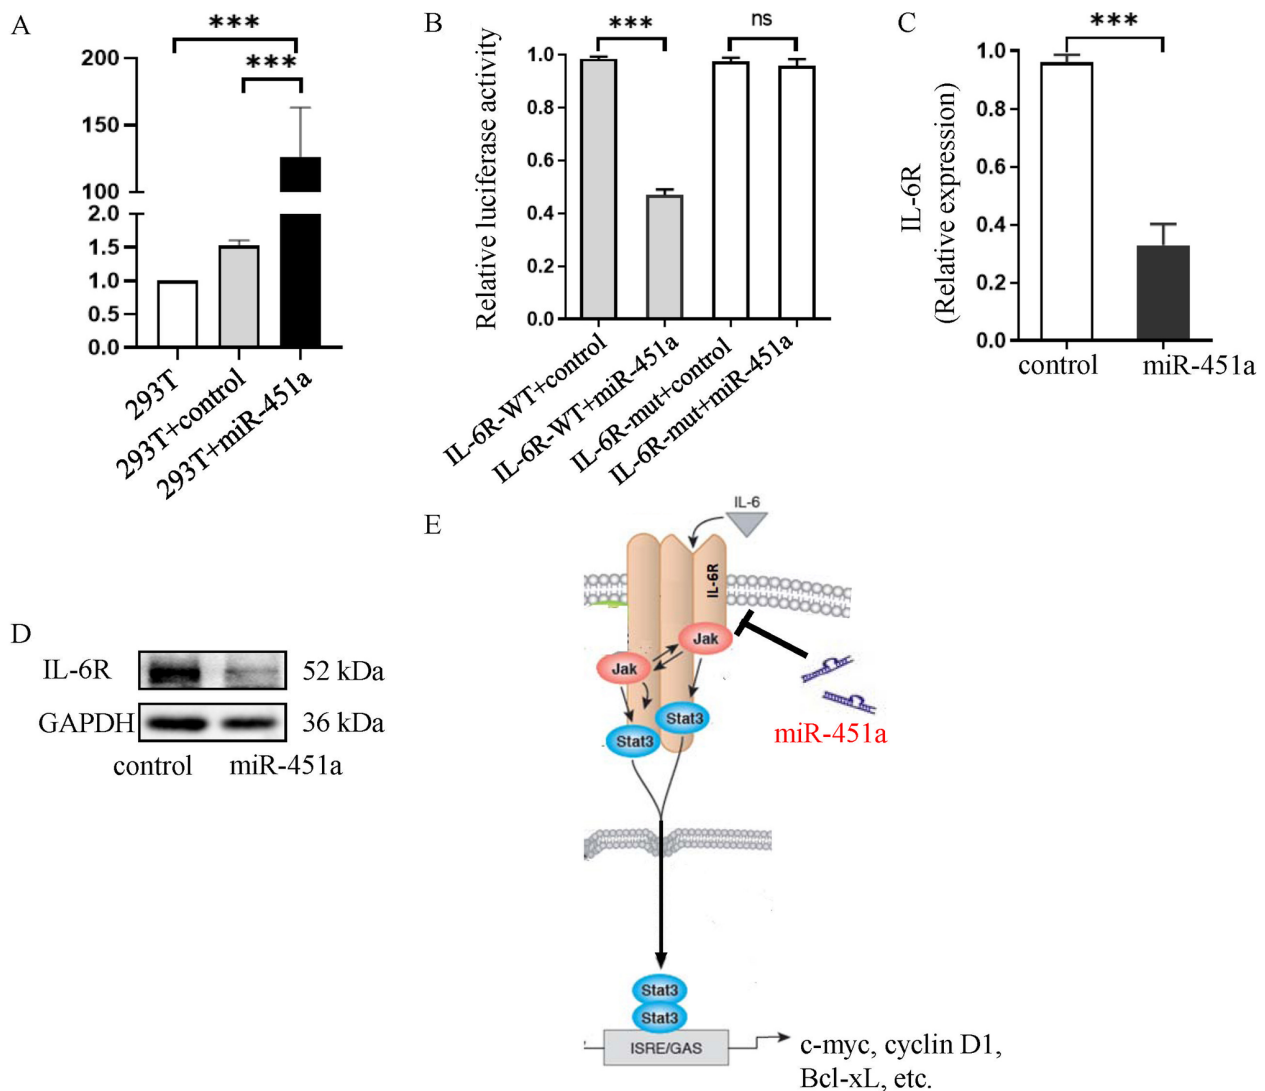 A
***
***
200
150
100
2.0
1.5
1.0
0.5
0.0
293T
293T+control
293T+miR-451a
B
Relative luciferase activity
***
ns
1.0
0.8
0.6
0.4
0.2
0.0
IL-6R-WT+control
IL-6R-WT+miR-451a
IL-6R-mut+control
IL-6R-mut+miR-451a
C
IL-6R
(Relative expression)
***
1.0
0.8
0.6
0.4
0.2
0.0
control
miR-451a
D
IL-6R
52 kDa
GAPDH
36 kDa
control
miR-451a
E
IL-6
IL-6R
Jak
Jak
Stat3
Stat3
miR-451a
Stat3
Stat3
ISRE/GAS
c-myc, cyclin D1,
Bcl-xL, etc.